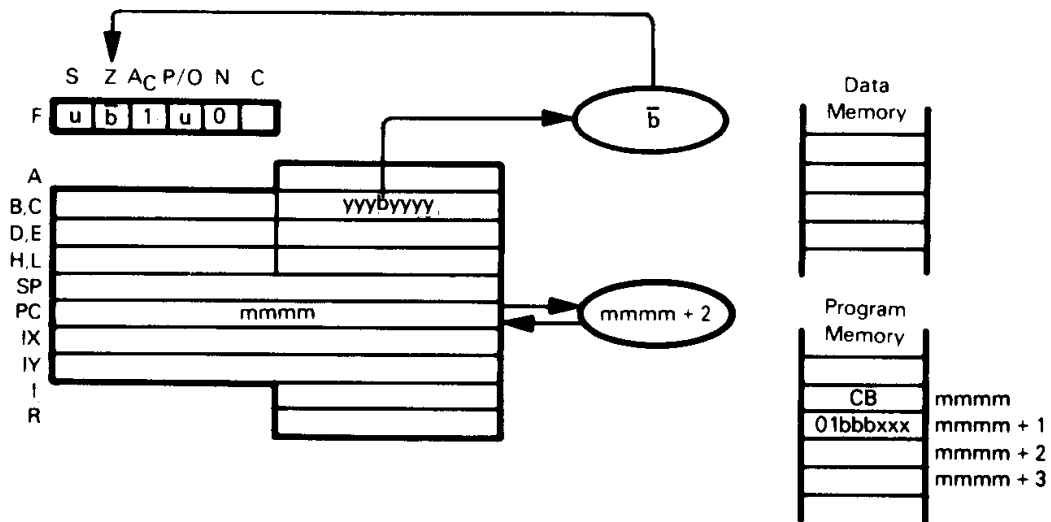 S Z A_C P/O N C
F u b̅ 1 u 0
b̅
Data
Memory
A
B,C yyybyyyy
D,E
H,L
SP
PC mmmm
mmmm + 2
IX
IY
I
R
Program
Memory
CB mmmm
01bbbxxx mmmm + 1
mmmm + 2
mmmm + 3